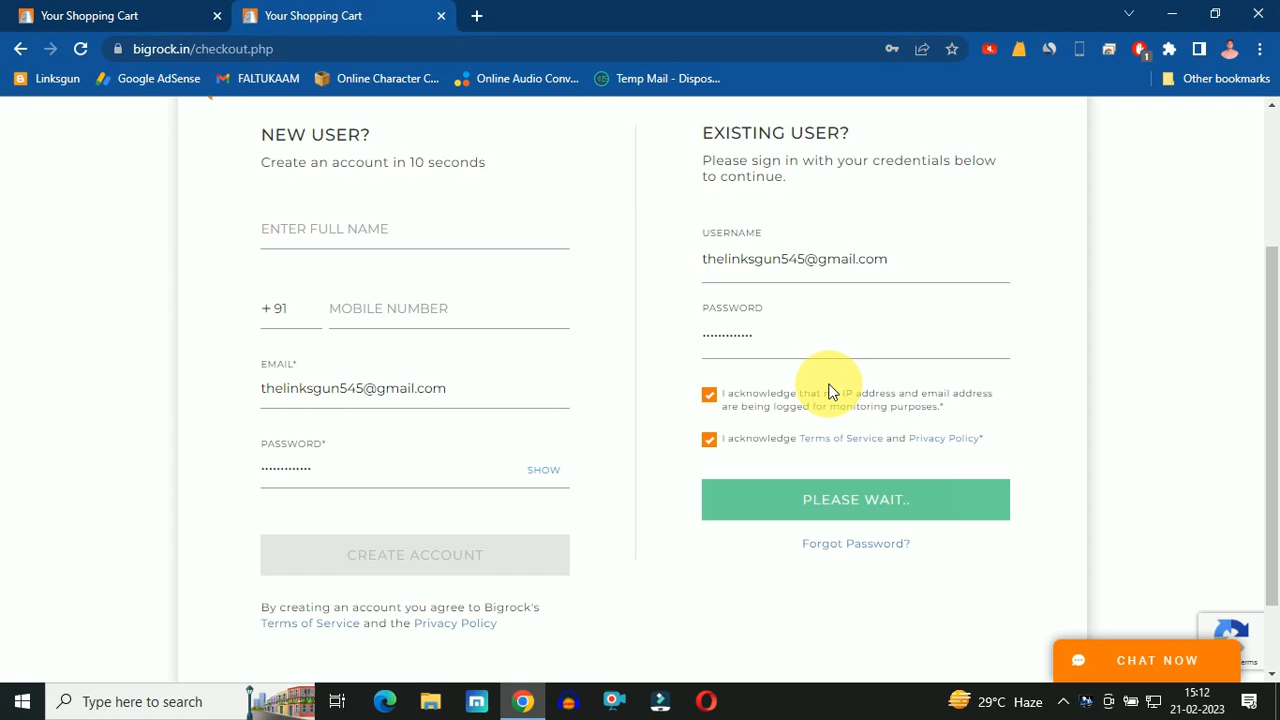 Your Shopping Cart
Your Shopping Cart
bigrock.in/checkout.php
Linksgun
Google AdSense
FALTUKAAM
Online Character C...
Online Audio Conv...
Temp Mail - Dispos...
Other bookmarks
NEW USER?
Create an account in 10 seconds
ENTER FULL NAME
+ 91 MOBILE NUMBER
EMAIL*
thelinksgun545@gmail.com
PASSWORD*
•••••••••••••
SHOW
CREATE ACCOUNT
By creating an account you agree to Bigrock's
Terms of Service and the Privacy Policy
EXISTING USER?
Please sign in with your credentials below
to continue.
USERNAME
thelinksgun545@gmail.com
PASSWORD
•••••••••••••
I acknowledge that IP address and email address
are being logged for monitoring purposes.*
I acknowledge Terms of Service and Privacy Policy*
PLEASE WAIT..
Forgot Password?
CHAT NOW
Type here to search
29°C Haze
15:12
21-02-2023
1